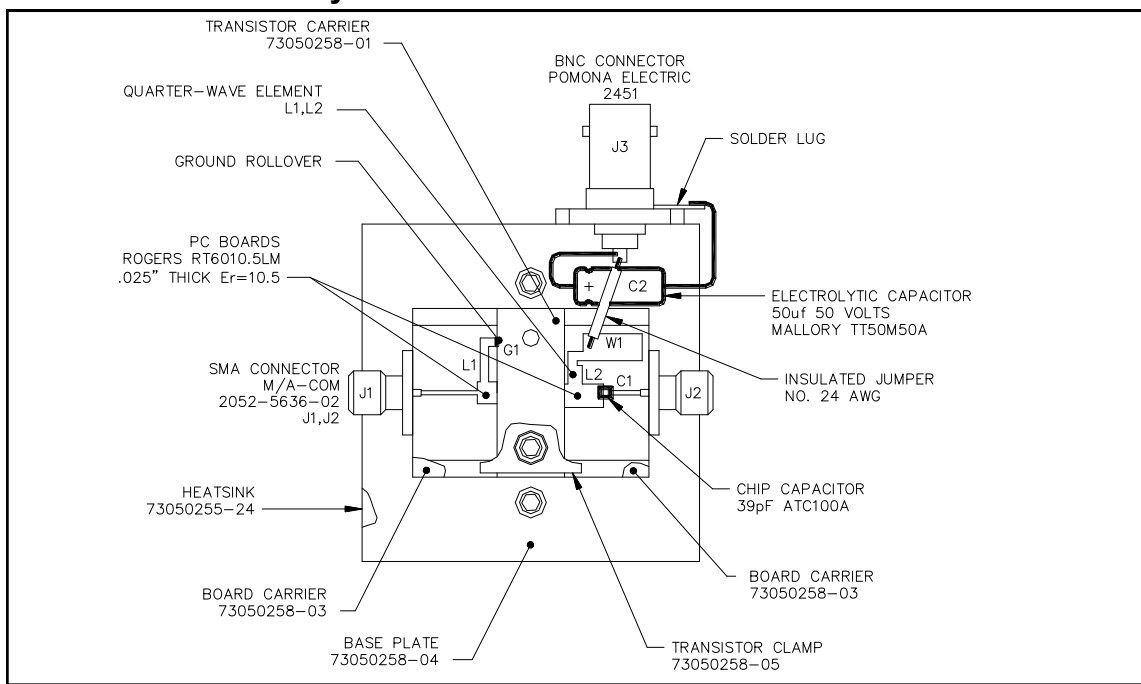 TRANSISTOR CARRIER
73050258-01
BNC CONNECTOR
POMONA ELECTRIC
2451
QUARTER-WAVE ELEMENT
L1,L2
J3
SOLDER LUG
GROUND ROLLOVER
PC BOARDS
ROGERS RT6010.5LM
.025" THICK Er=10.5
+
C2
ELECTROLYTIC CAPACITOR
50uf 50 VOLTS
MALLORY TT50M50A
G1
W1
L1
L2
C1
SMA CONNECTOR
M/A-COM
2052-5636-02
J1,J2
J1
J2
INSULATED JUMPER
NO. 24 AWG
CHIP CAPACITOR
39pF ATC100A
HEATSINK
73050255-24
BOARD CARRIER
73050258-03
BOARD CARRIER
73050258-03
BASE PLATE
73050258-04
TRANSISTOR CLAMP
73050258-05